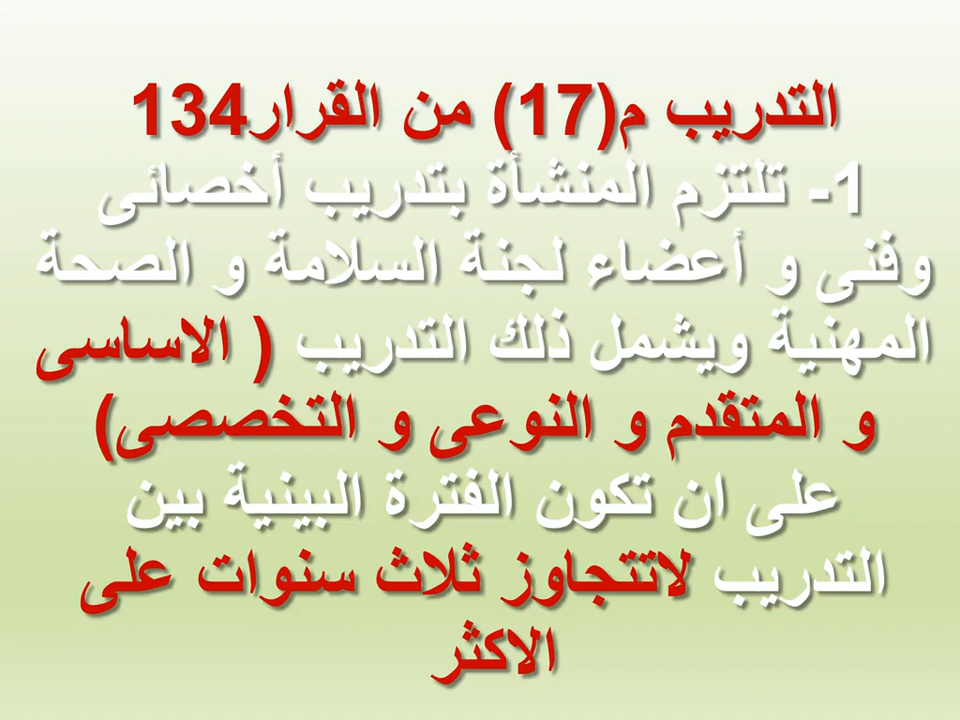 التدريب م(17) من القرار134
1- تلتزم المنشأة بتدريب أخصائى
وفنى و أعضاء لجنة السلامة و الصحة
المهنية ويشمل ذلك التدريب ( الاساسى
و المتقدم و النوعى و التخصصى)
على ان تكون الفترة البينية بين
التدريب لاتتجاوز ثلاث سنوات على
الاكثر